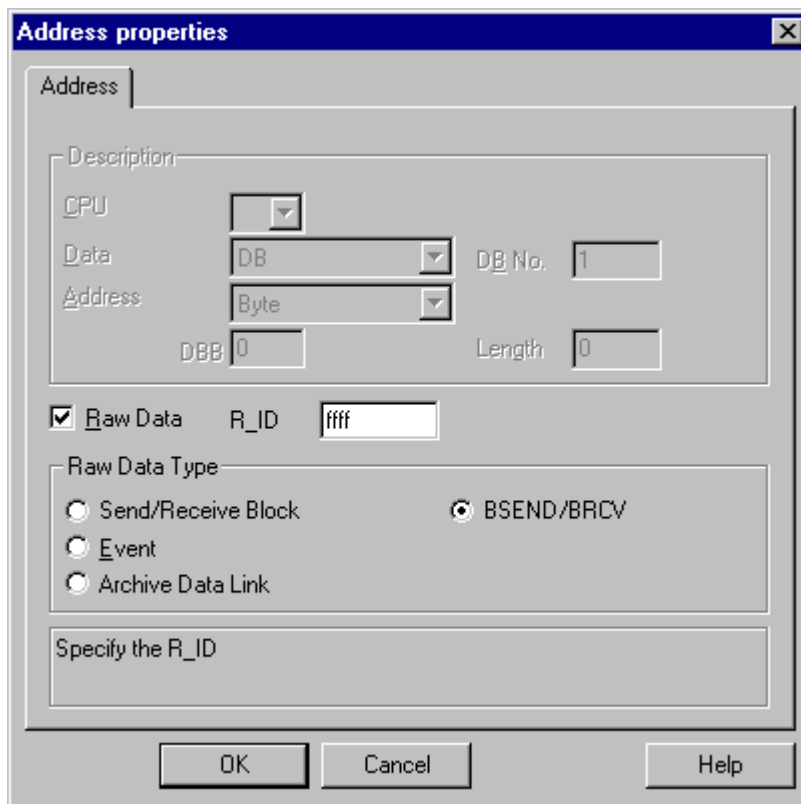 Address properties
Address
Description
CPU
Data DB DB No. 1
Address Byte
DBB 0 Length 0
Raw Data R_ID ffff
Raw Data Type
Send/Receive Block BSEND/BRCV
Event
Archive Data Link
Specify the R_ID
OK Cancel Help